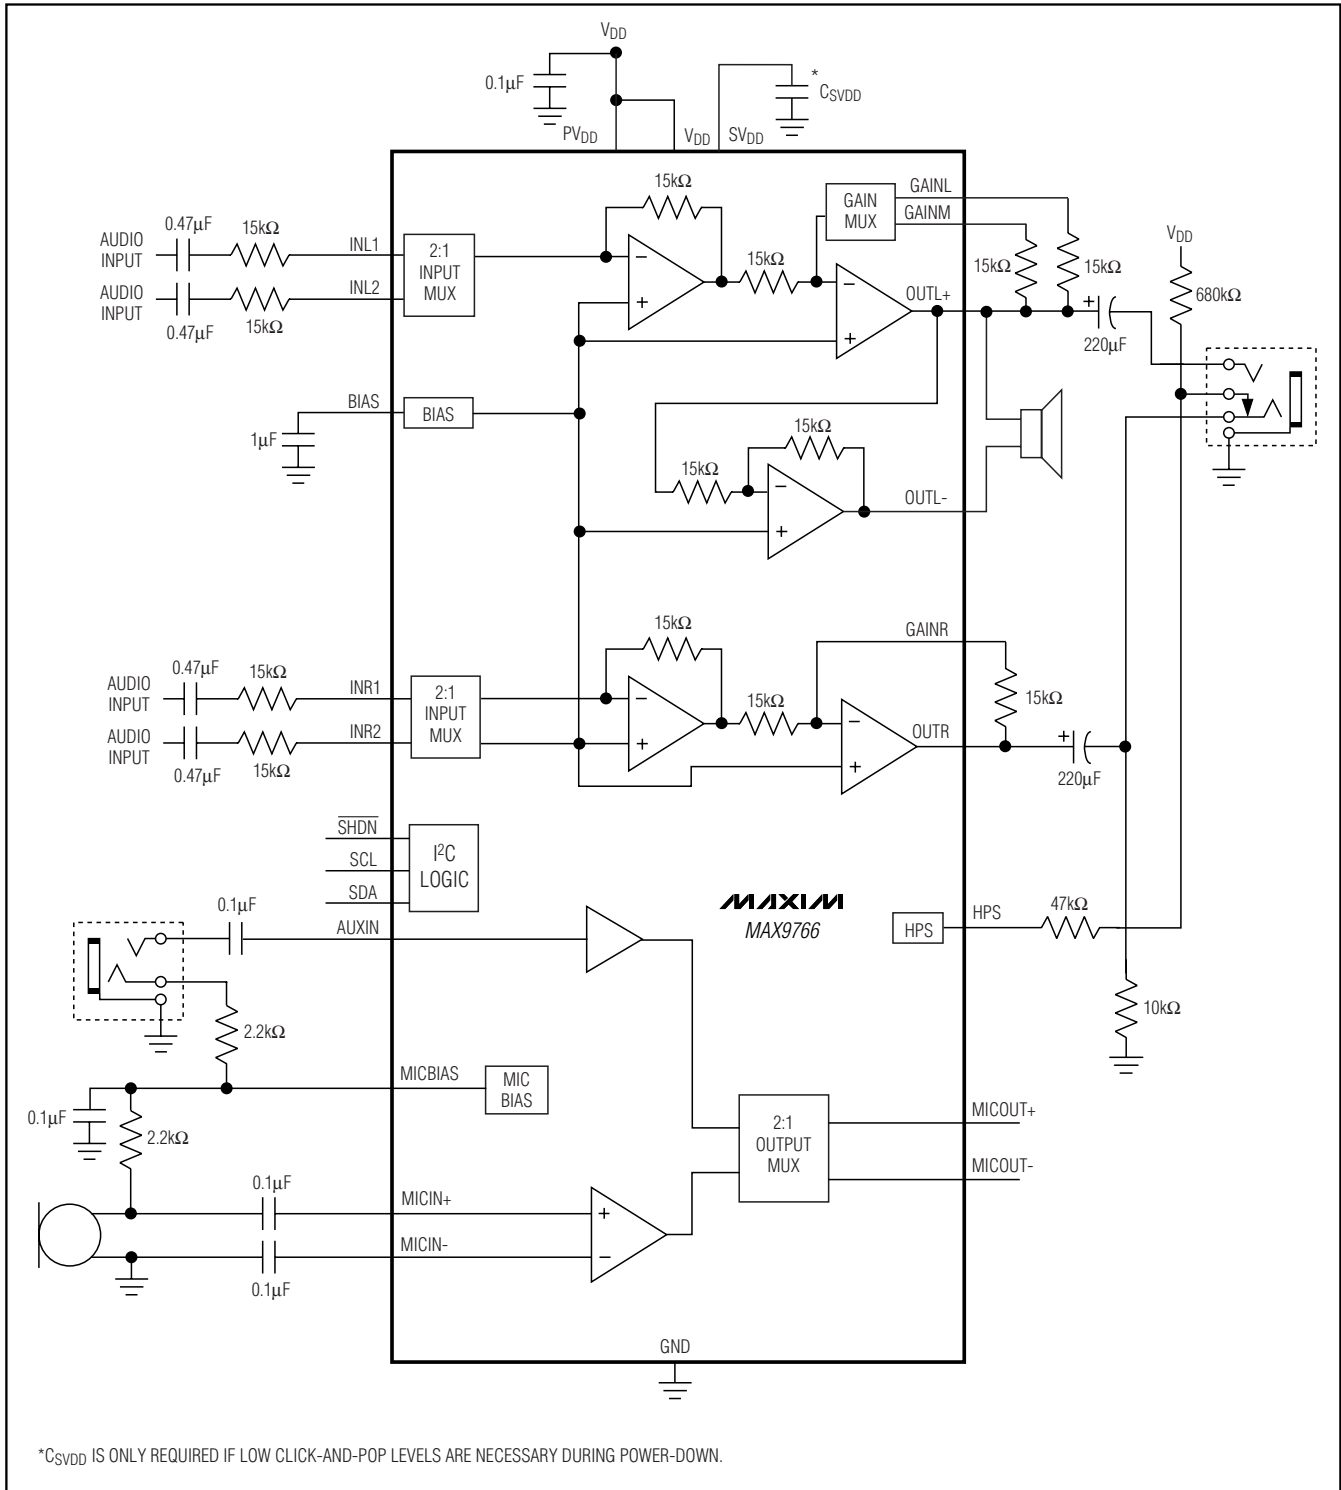 VDD
0.1µF
* CSVDD
PVDD VDD SVDD
15kΩ
GAINL
GAIN MUX
GAINM
AUDIO INPUT
0.47µF
15kΩ
INL1
2:1 INPUT MUX
AUDIO INPUT
0.47µF
15kΩ
INL2
−
+
15kΩ
−
+
OUTL+
15kΩ
15kΩ
+
220µF
VDD
680kΩ
BIAS
BIAS
1µF
15kΩ
15kΩ
−
+
OUTL-
AUDIO INPUT
0.47µF
15kΩ
INR1
2:1 INPUT MUX
AUDIO INPUT
0.47µF
15kΩ
INR2
15kΩ
−
+
15kΩ
−
+
GAINR
15kΩ
OUTR
+
220µF
SHDN
SCL
SDA
I2C LOGIC
MAXIM
MAX9766
HPS
HPS
47kΩ
10kΩ
0.1µF
AUXIN
2.2kΩ
MICBIAS
MIC BIAS
0.1µF
2.2kΩ
2:1 OUTPUT MUX
MICOUT+
MICOUT-
0.1µF
MICIN+
+
MICIN-
−
0.1µF
GND
*CSVDD IS ONLY REQUIRED IF LOW CLICK-AND-POP LEVELS ARE NECESSARY DURING POWER-DOWN.